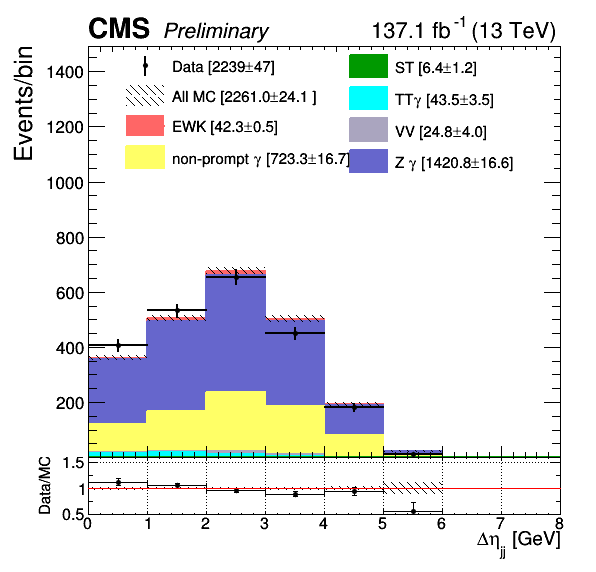 CMS Preliminary 137.1 fb⁻¹ (13 TeV)
Events/bin
Data [2239±47]
All MC [2261.0±24.1 ]
EWK [42.3±0.5]
non-prompt γ [723.3±16.7]
ST [6.4±1.2]
TTγ [43.5±3.5]
VV [24.8±4.0]
Z γ [1420.8±16.6]
1400
1200
1000
800
600
400
200
Data/MC
1.5
1
0.5
0 1 2 3 4 5 6 7 8
Δηjj [GeV]